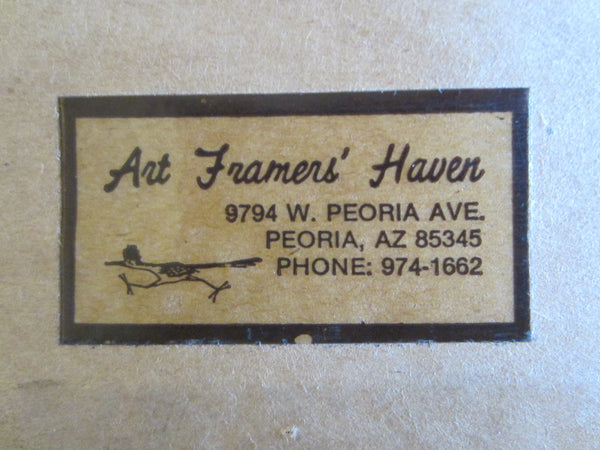 Art Framers' Haven
9794 W. PEORIA AVE.
PEORIA, AZ 85345
PHONE: 974-1662